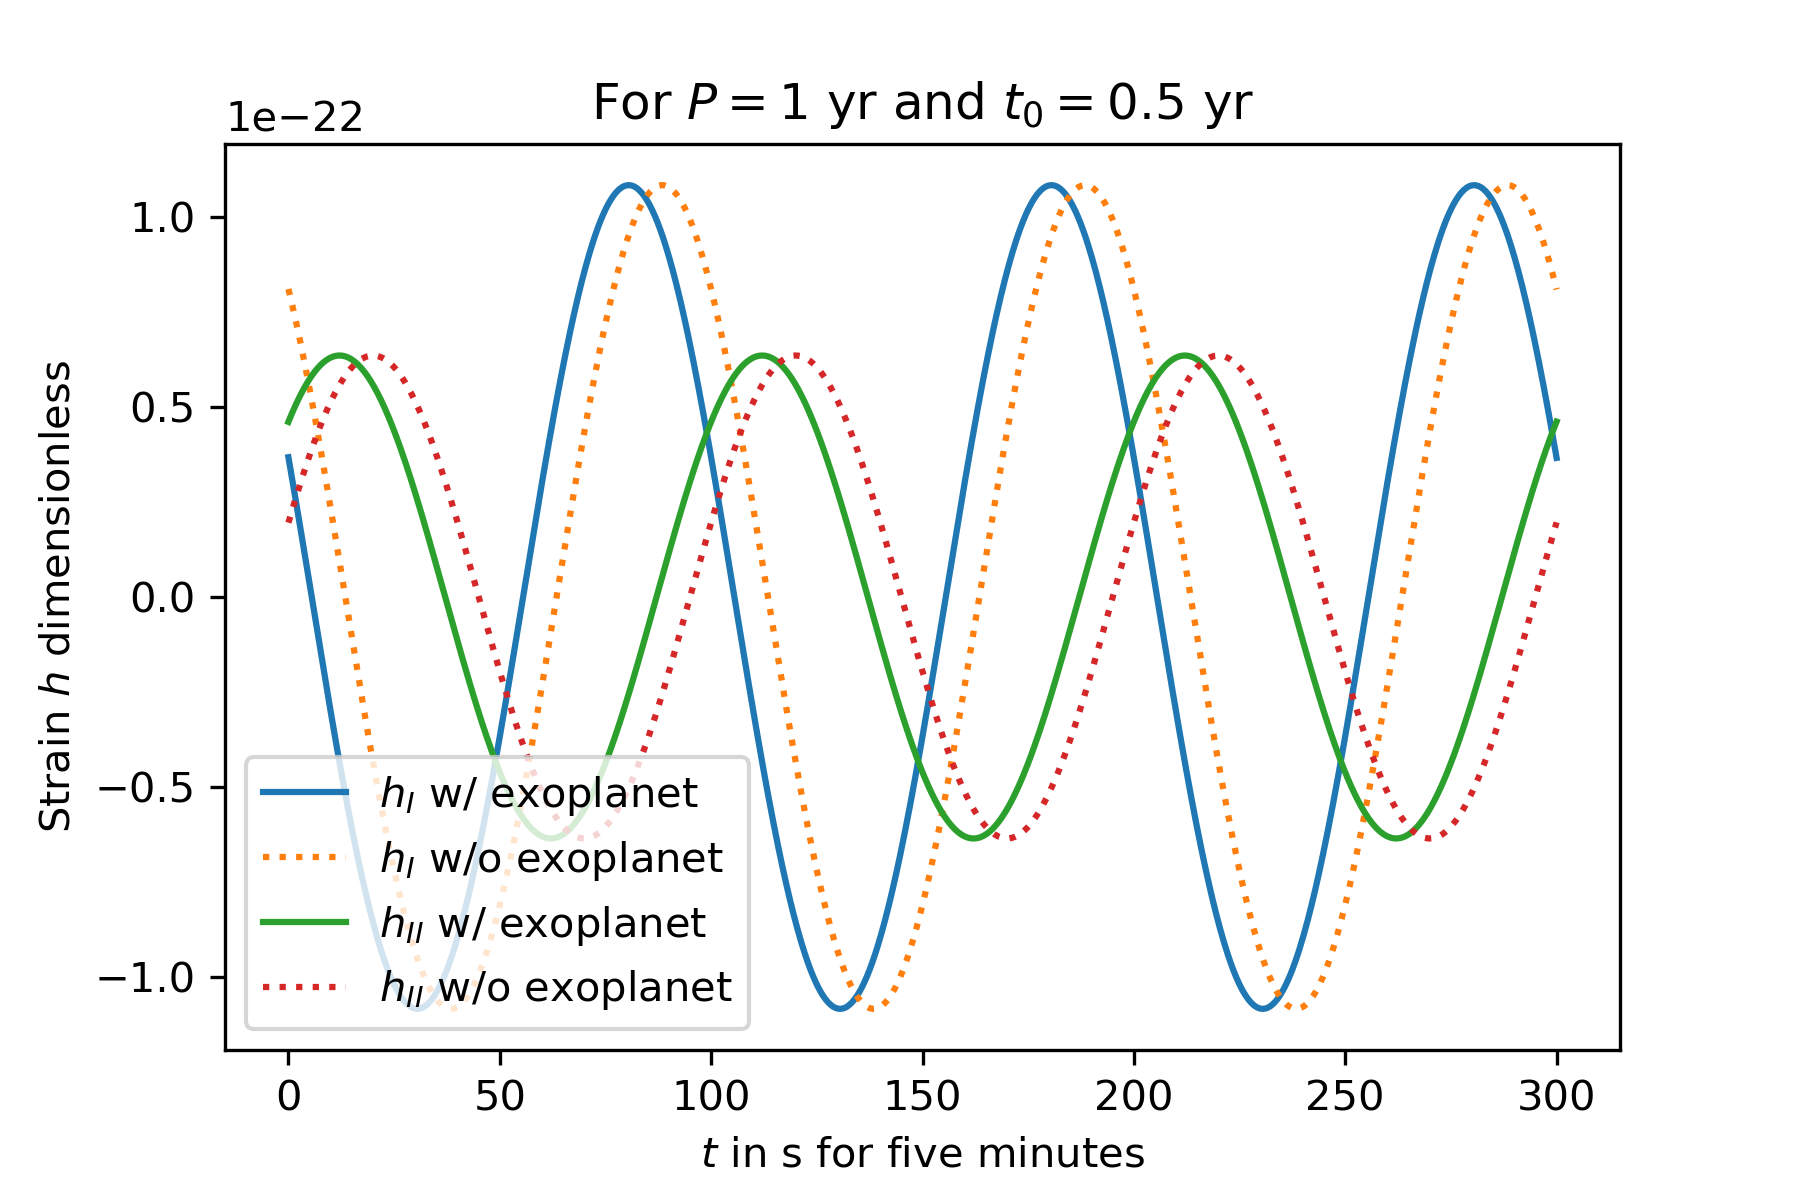 For P = 1 yr and t₀ = 0.5 yr
1e−22
1.0
0.5
0.0
−0.5
−1.0
Strain h dimensionless
h_I w/ exoplanet
h_I w/o exoplanet
h_II w/ exoplanet
h_II w/o exoplanet
0 50 100 150 200 250 300
t in s for five minutes